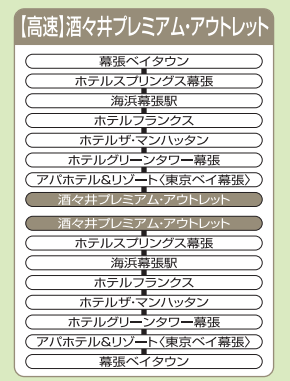 【高速】酒々井プレミアム・アウトレット
幕張ベイタウン
ホテルスプリングス幕張
海浜幕張駅
ホテルフランクス
ホテルザ・マンハッタン
ホテルグリーンタワー幕張
アパホテル&リゾート〈東京ベイ幕張〉
酒々井プレミアム・アウトレット
酒々井プレミアム・アウトレット
ホテルスプリングス幕張
海浜幕張駅
ホテルフランクス
ホテルザ・マンハッタン
ホテルグリーンタワー幕張
アパホテル&リゾート〈東京ベイ幕張〉
幕張ベイタウン